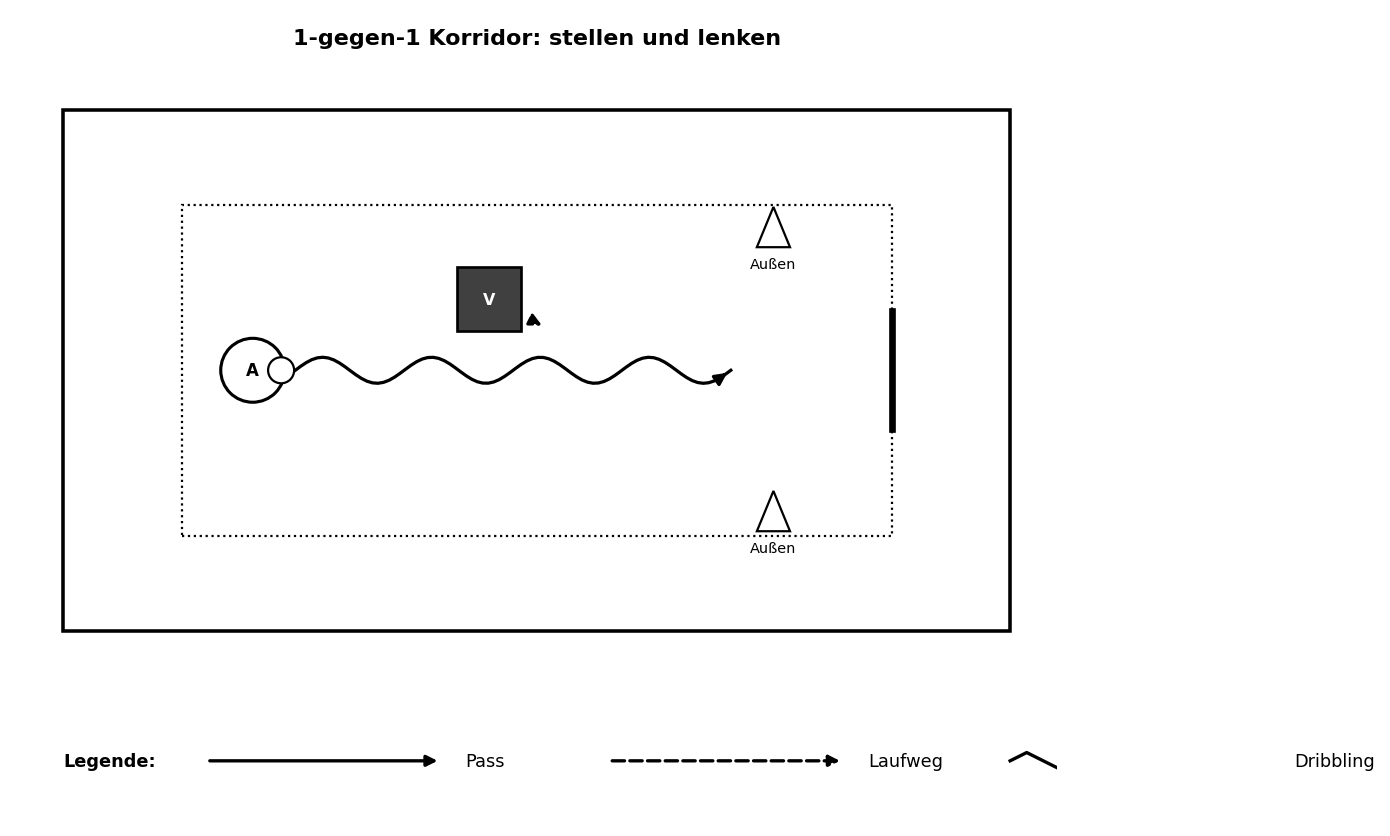 1-gegen-1 Korridor: stellen und lenken
Außen
V
A
Außen
Legende:
Pass
Laufweg
Dribbling